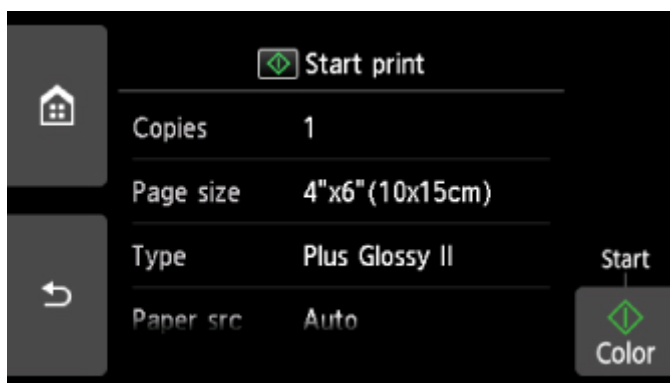 Start print
Copies 1
Page size 4"x6"(10x15cm)
Type Plus Glossy II
Paper src Auto
Start
Color